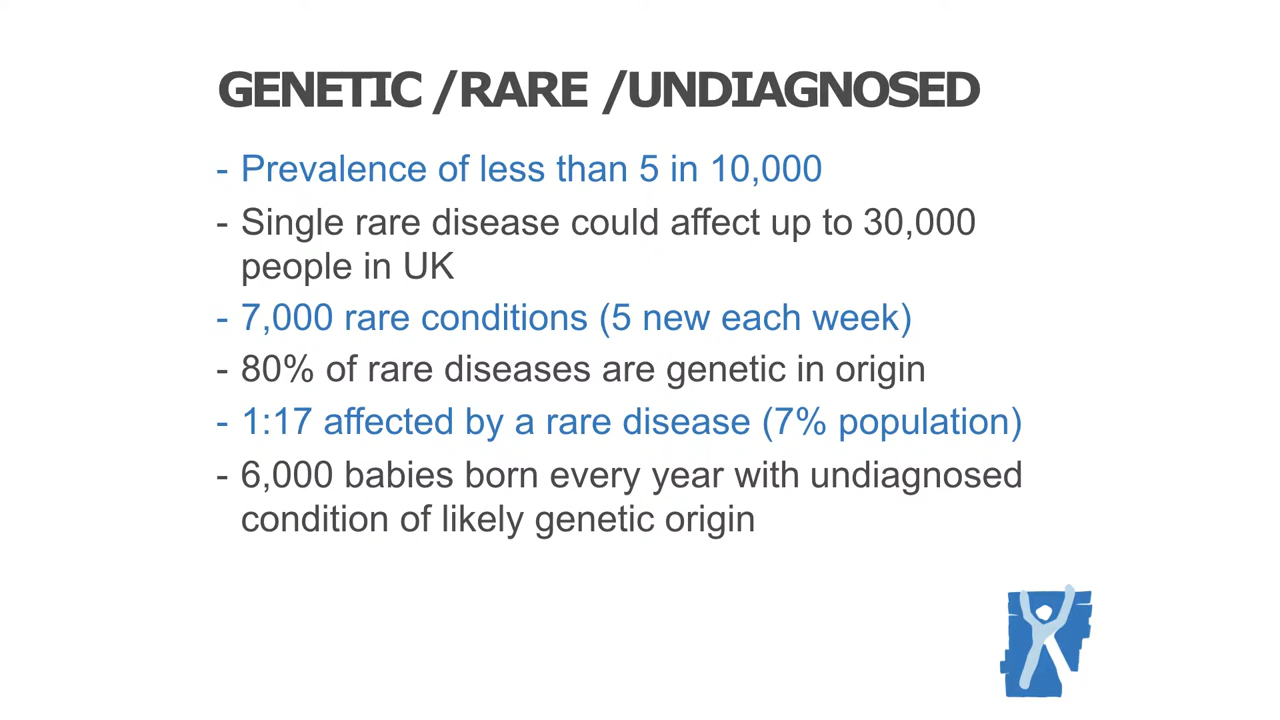 GENETIC /RARE /UNDIAGNOSED
- Prevalence of less than 5 in 10,000
- Single rare disease could affect up to 30,000
people in UK
- 7,000 rare conditions (5 new each week)
- 80% of rare diseases are genetic in origin
- 1:17 affected by a rare disease (7% population)
- 6,000 babies born every year with undiagnosed
condition of likely genetic origin